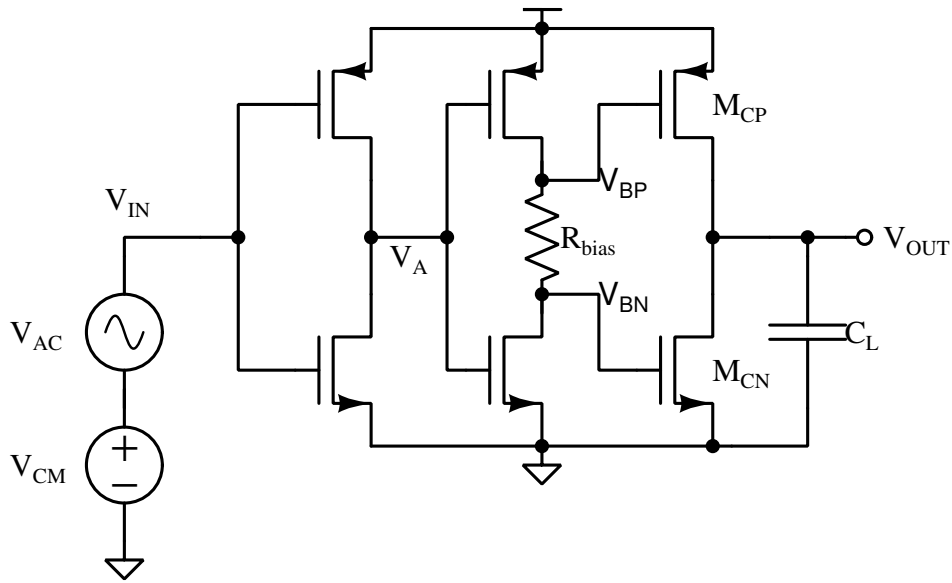 M_CP
V_BP
V_IN
V_A
R_bias
V_OUT
V_BN
V_AC
C_L
M_CN
V_CM